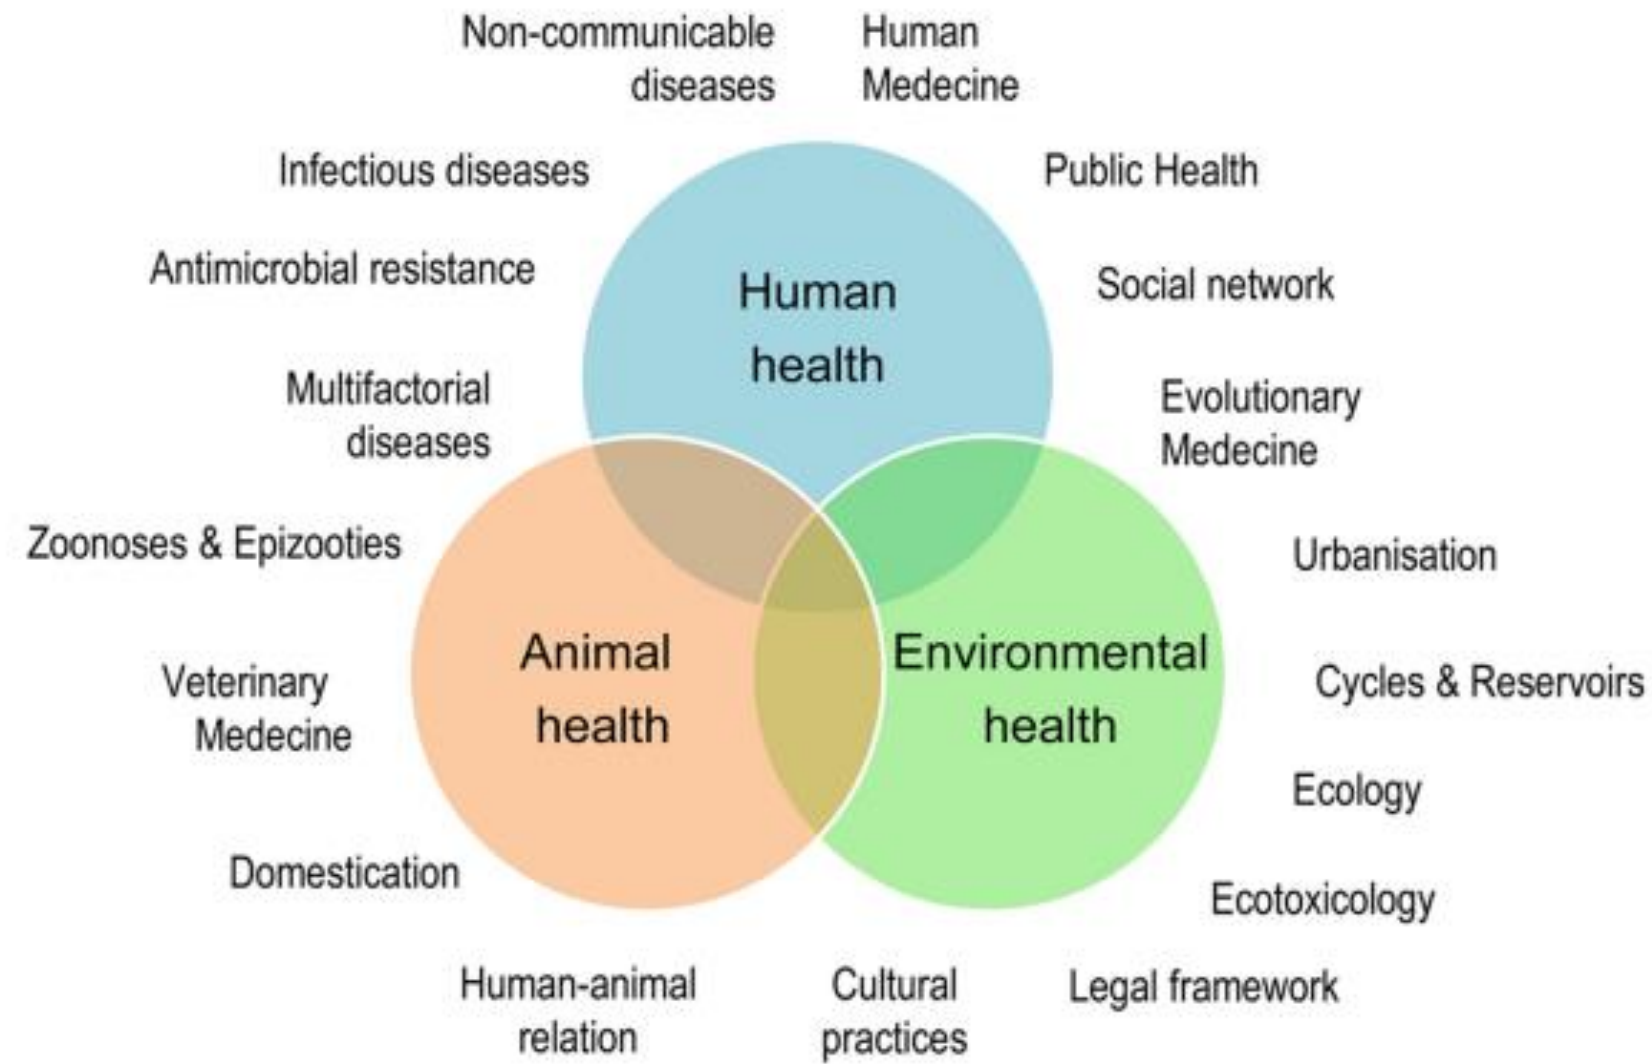 Non-communicable
diseases
Human
Medecine
Infectious diseases
Public Health
Antimicrobial resistance
Social network
Human
health
Multifactorial
diseases
Evolutionary
Medecine
Zoonoses & Epizooties
Urbanisation
Animal
health
Environmental
health
Veterinary
Medecine
Cycles & Reservoirs
Ecology
Domestication
Ecotoxicology
Human-animal
relation
Cultural
practices
Legal framework